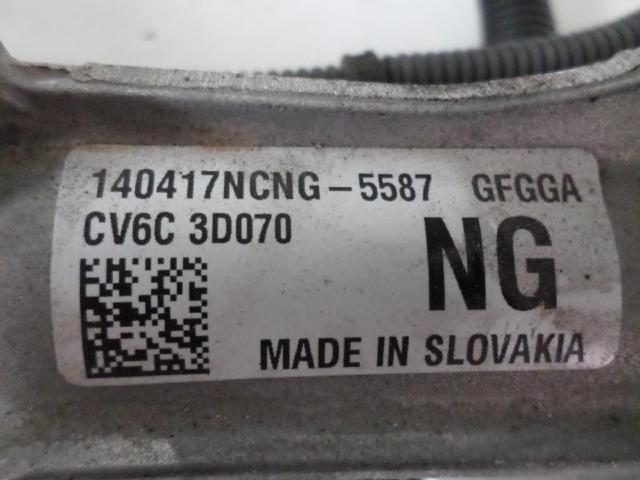 140417NCNG-5587 GFGGA
CV6C 3D070
NG
MADE IN SLOVAKIA